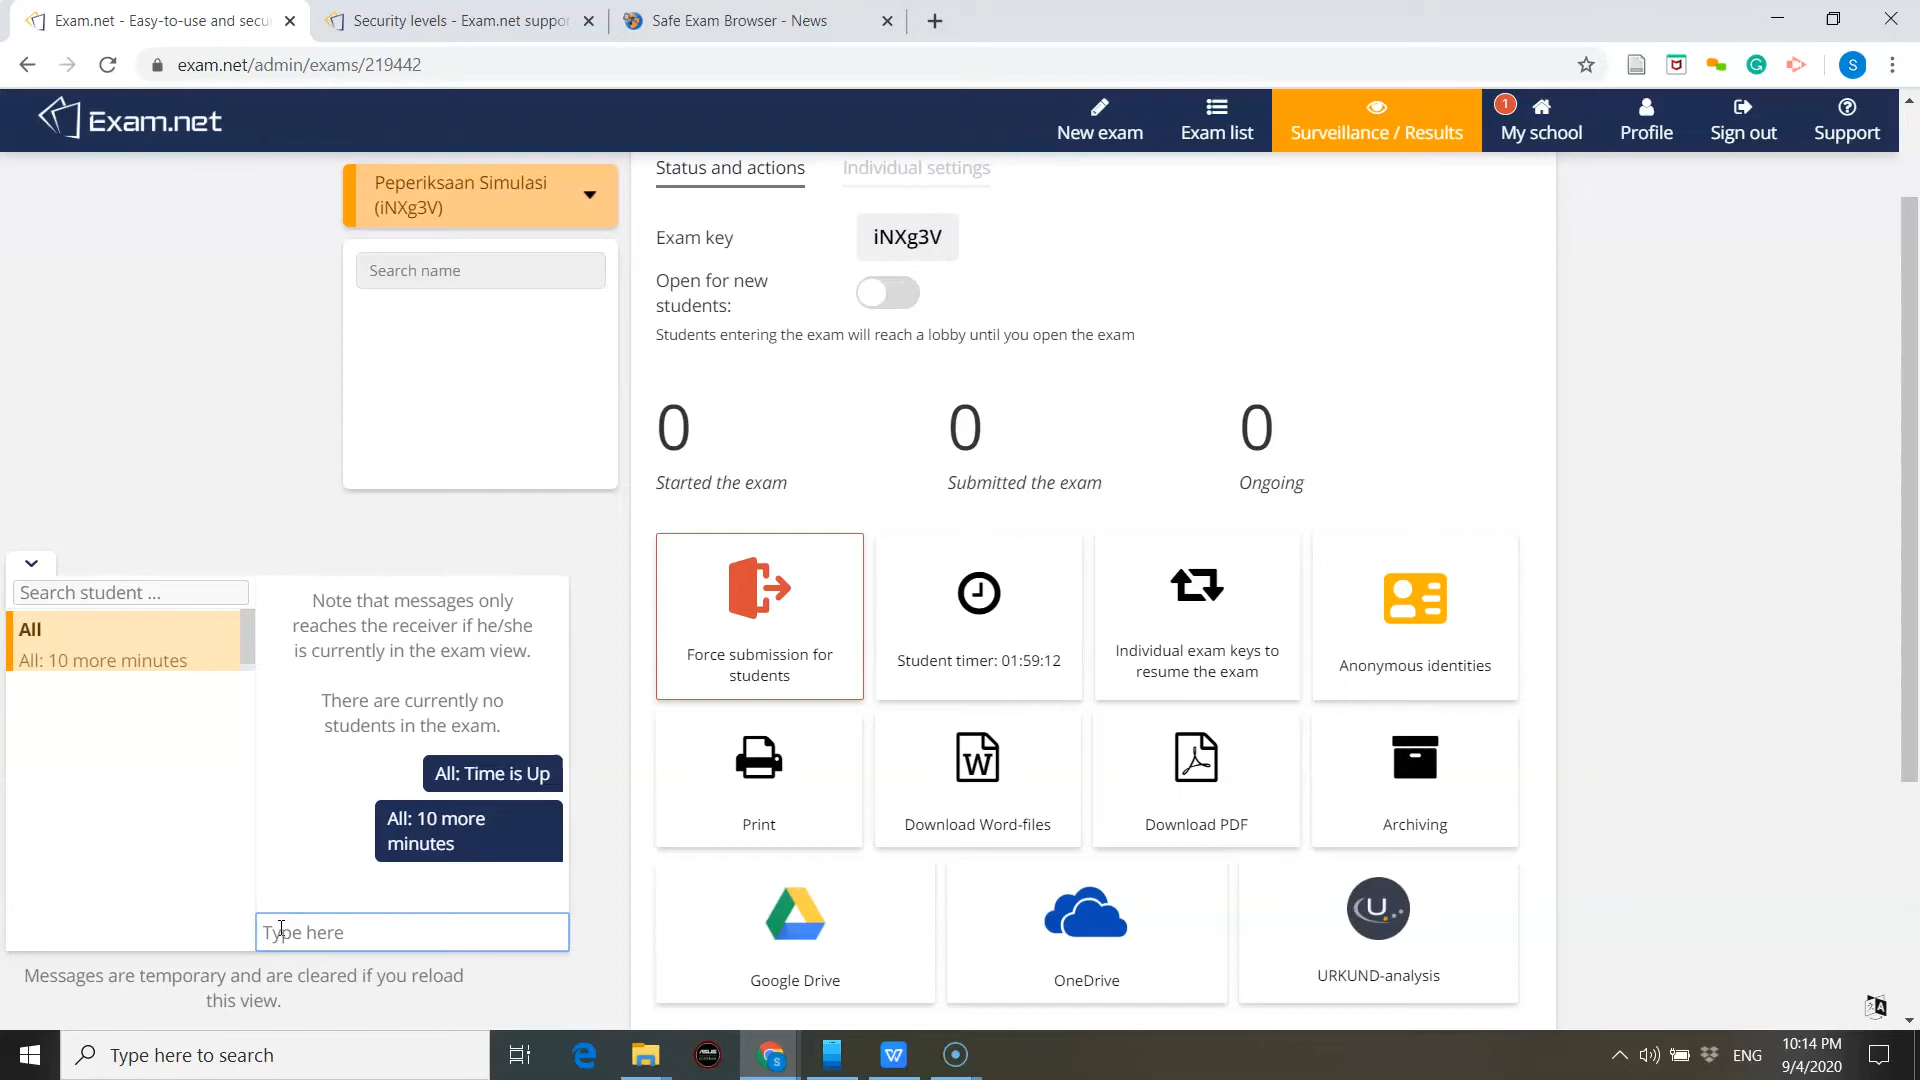 Exam.net - Easy-to-use and secu
Security levels - Exam.net suppo
Safe Exam Browser - News
exam.net/admin/exams/219442
S
Exam.net
New exam
Exam list
Surveillance / Results
1
My school
Profile
Sign out
Support
Peperiksaan Simulasi
(iNXg3V)
Search name
Status and actions
Individual settings
Exam key
iNXg3V
Open for new
students:
Students entering the exam will reach a lobby until you open the exam
0
0
0
Started the exam
Submitted the exam
Ongoing
Force submission for
students
Student timer: 01:59:12
Individual exam keys to
resume the exam
Anonymous identities
W
Print
Download Word-files
Download PDF
Archiving
U
Google Drive
OneDrive
URKUND-analysis
Search student ...
All
All: 10 more minutes
Note that messages only
reaches the receiver if he/she
is currently in the exam view.
There are currently no
students in the exam.
All: Time is Up
All: 10 more
minutes
Type here
Messages are temporary and are cleared if you reload
this view.
Type here to search
ENG
10:14 PM
9/4/2020